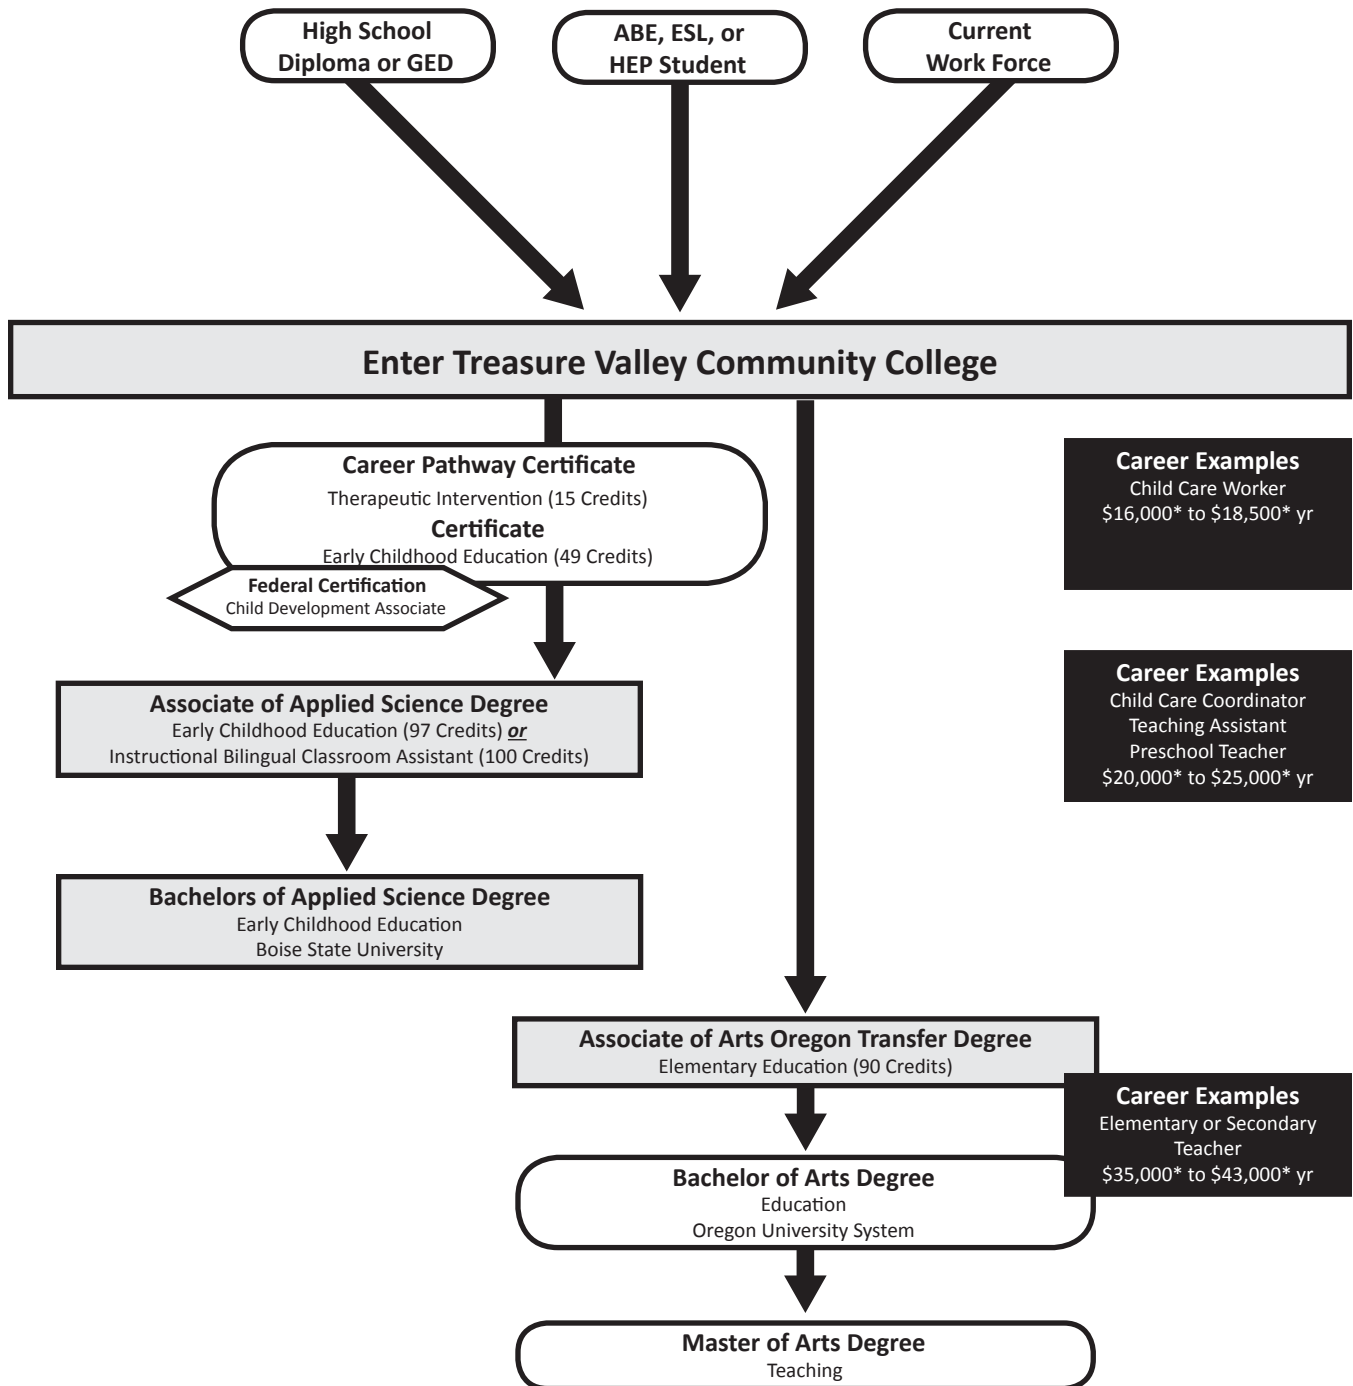 High School
Diploma or GED
ABE, ESL, or
HEP Student
Current
Work Force
Enter Treasure Valley Community College
Career Pathway Certificate
Therapeutic Intervention (15 Credits)
Certificate
Early Childhood Education (49 Credits)
Federal Certification
Child Development Associate
Career Examples
Child Care Worker
$16,000* to $18,500* yr
Associate of Applied Science Degree
Early Childhood Education (97 Credits) or
Instructional Bilingual Classroom Assistant (100 Credits)
Career Examples
Child Care Coordinator
Teaching Assistant
Preschool Teacher
$20,000* to $25,000* yr
Bachelors of Applied Science Degree
Early Childhood Education
Boise State University
Associate of Arts Oregon Transfer Degree
Elementary Education (90 Credits)
Career Examples
Elementary or Secondary
Teacher
$35,000* to $43,000* yr
Bachelor of Arts Degree
Education
Oregon University System
Master of Arts Degree
Teaching